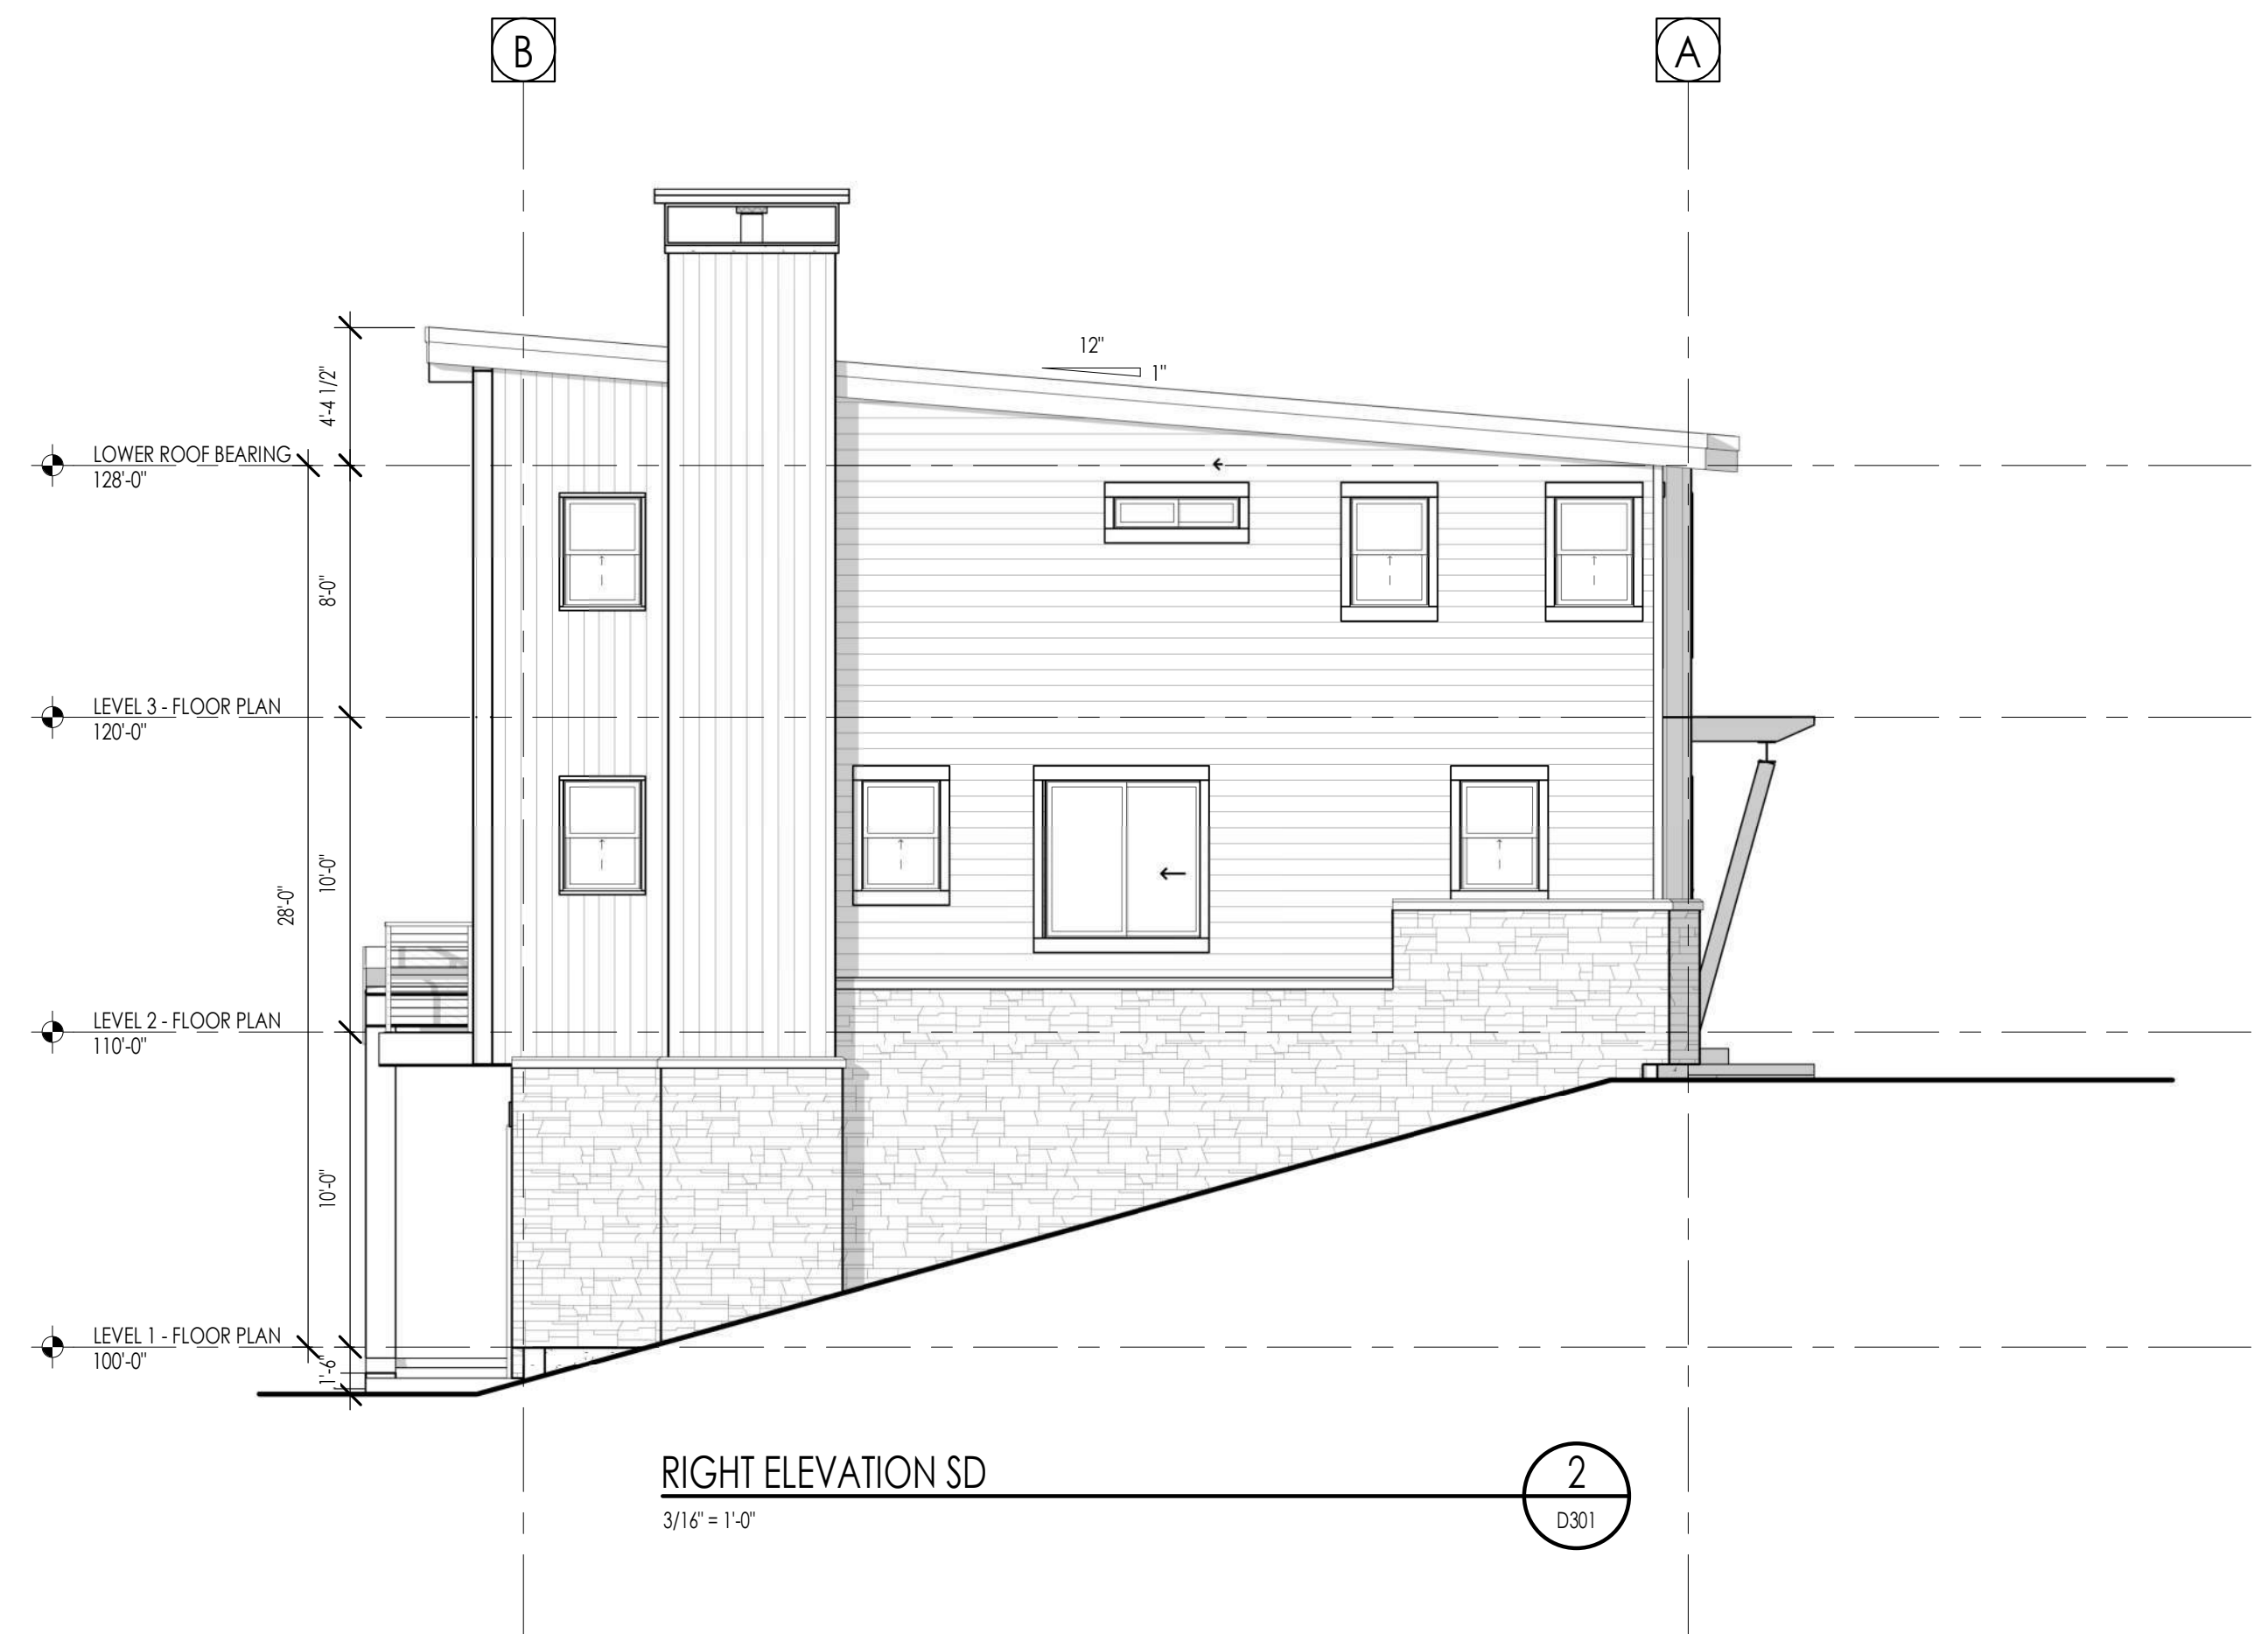 B
A
12"
1"
4'-4 1/2"
LOWER ROOF BEARING
128'-0"
8'-0"
LEVEL 3 - FLOOR PLAN
120'-0"
10'-0"
28'-0"
LEVEL 2 - FLOOR PLAN
110'-0"
10'-0"
LEVEL 1 - FLOOR PLAN
100'-0"
1'-6"
RIGHT ELEVATION SD
2
3/16" = 1'-0"
D301